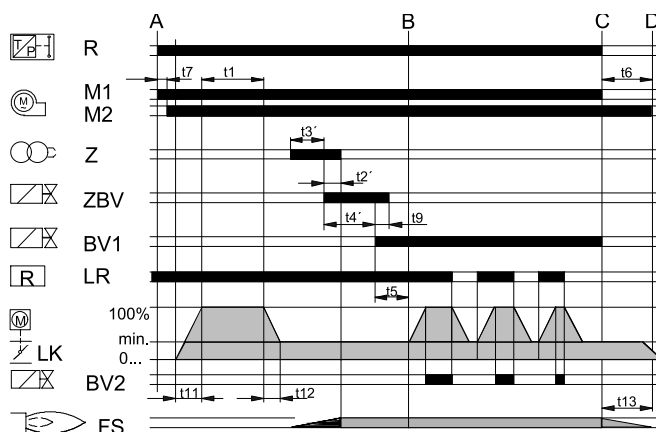 A B C D
T P R
t7 t1 t6
M1
M ~ M2
t3´
Z
t2´
ZBV
t4´ t9
BV1
R LR
t5
100%
M
min.
LK
0...
BV2
t11 t12 t13
FS